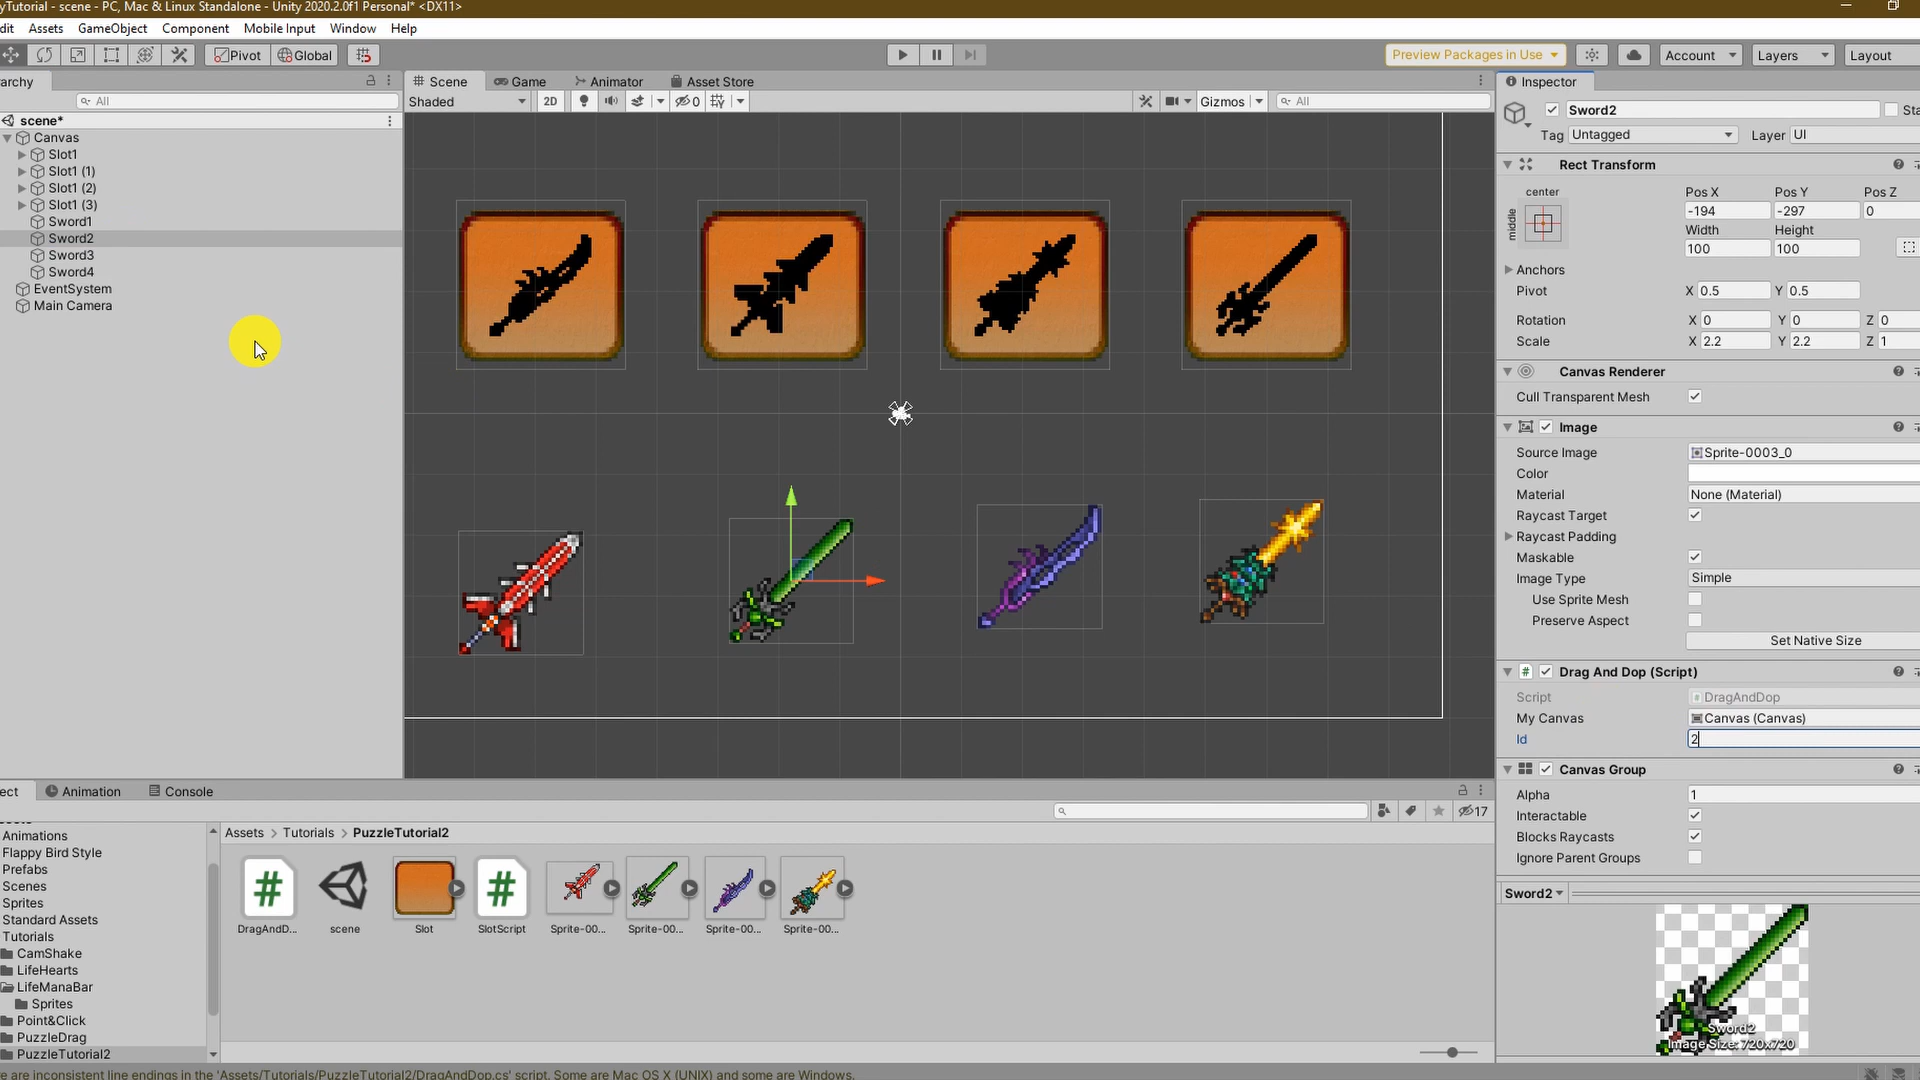 yTutorial - scene - PC, Mac & Linux Standalone - Unity 2020.2.0f1 Personal* <DX11>
dit Assets GameObject Component Mobile Input Window Help
Pivot Global Preview Packages in Use Account Layers Layout
rarchy Scene Game Animator Asset Store Inspector
All Shaded 2D 0 Gizmos All
Sword2 Sta
Tag Untagged Layer UI
scene*
Canvas
Slot1
Slot1 (1)
Slot1 (2)
Slot1 (3)
Sword1
Sword2
Sword3
Sword4
EventSystem
Main Camera
Rect Transform
center
middle
Pos X Pos Y Pos Z
-194 -297 0
Width Height
100 100
Anchors
Pivot X 0.5 Y 0.5
Rotation X 0 Y 0 Z 0
Scale X 2.2 Y 2.2 Z 1
Canvas Renderer
Cull Transparent Mesh
Image
Source Image Sprite-0003_0
Color
Material None (Material)
Raycast Target
Raycast Padding
Maskable
Image Type Simple
Use Sprite Mesh
Preserve Aspect
Set Native Size
Drag And Dop (Script)
Script # DragAndDop
My Canvas Canvas (Canvas)
Id 2
Canvas Group
Alpha 1
Interactable
Blocks Raycasts
Ignore Parent Groups
Sword2
Sword2
Image Size: 720x720
ect Animation Console
17
Assets > Tutorials > PuzzleTutorial2
Animations
Flappy Bird Style
Prefabs
Scenes
Sprites
Standard Assets
Tutorials
CamShake
LifeHearts
LifeManaBar
Sprites
Point&Click
PuzzleDrag
PuzzleTutorial2
DragAndD... scene Slot SlotScript Sprite-00... Sprite-00... Sprite-00... Sprite-00...
re are inconsistent line endings in the 'Assets/Tutorials/PuzzleTutorial2/DragAndDop.cs' script. Some are Mac OS X (UNIX) and some are Windows.